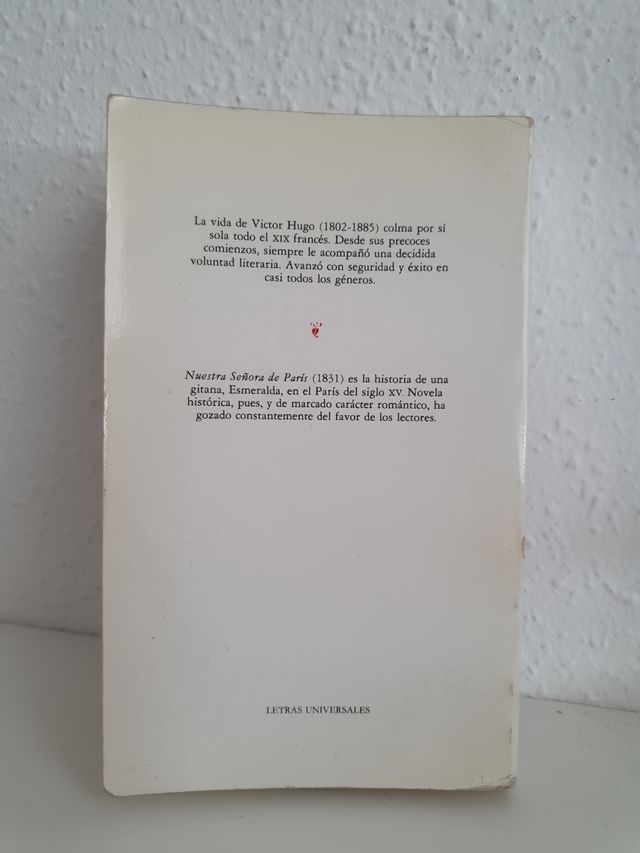 La vida de Victor Hugo (1802-1885) colma por sí
sola todo el XIX francés. Desde sus precoces
comienzos, siempre le acompañó una decidida
voluntad literaria. Avanzó con seguridad y éxito en
casi todos los géneros.
Nuestra Señora de París (1831) es la historia de una
gitana, Esmeralda, en el París del siglo XV. Novela
histórica, pues, y de marcado carácter romántico, ha
gozado constantemente del favor de los lectores.
LETRAS UNIVERSALES